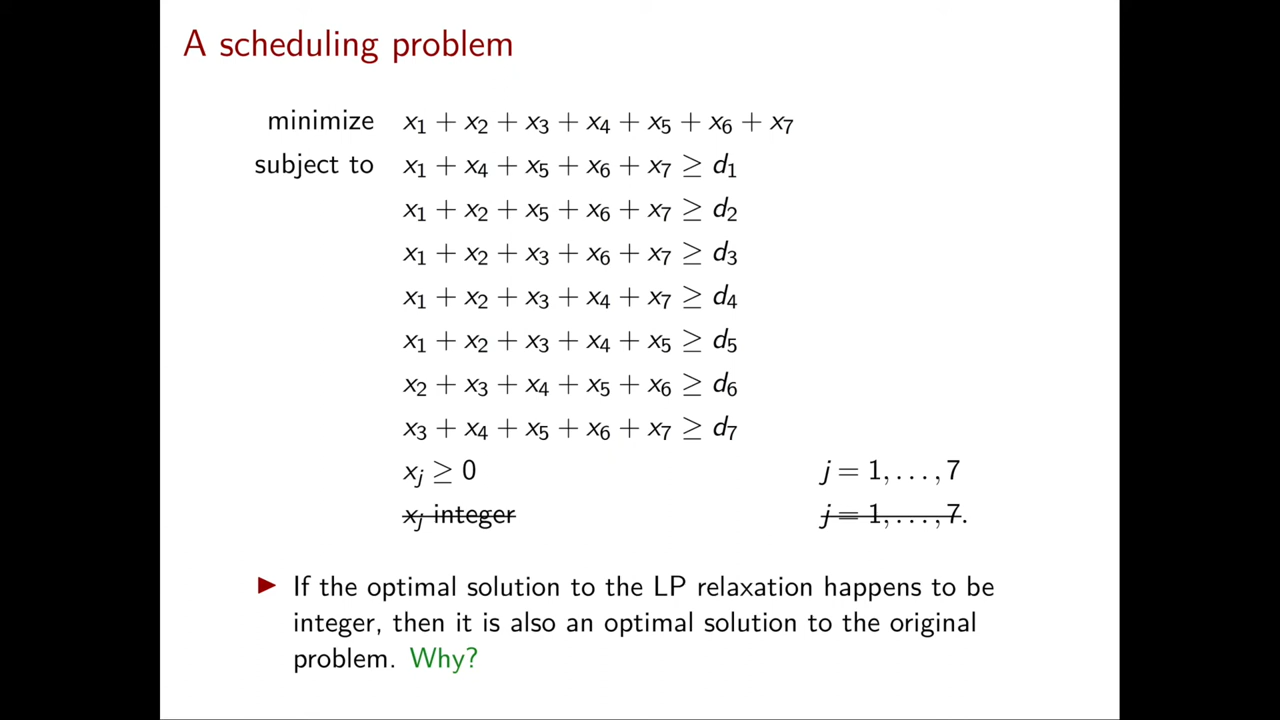 A scheduling problem
minimize x₁ + x₂ + x₃ + x₄ + x₅ + x₆ + x₇
subject to x₁ + x₄ + x₅ + x₆ + x₇ ≥ d₁
x₁ + x₂ + x₅ + x₆ + x₇ ≥ d₂
x₁ + x₂ + x₃ + x₆ + x₇ ≥ d₃
x₁ + x₂ + x₃ + x₄ + x₇ ≥ d₄
x₁ + x₂ + x₃ + x₄ + x₅ ≥ d₅
x₂ + x₃ + x₄ + x₅ + x₆ ≥ d₆
x₃ + x₄ + x₅ + x₆ + x₇ ≥ d₇
xⱼ ≥ 0 j = 1, . . . , 7
xⱼ integer j = 1, . . . , 7.
▶ If the optimal solution to the LP relaxation happens to be
integer, then it is also an optimal solution to the original
problem. Why?